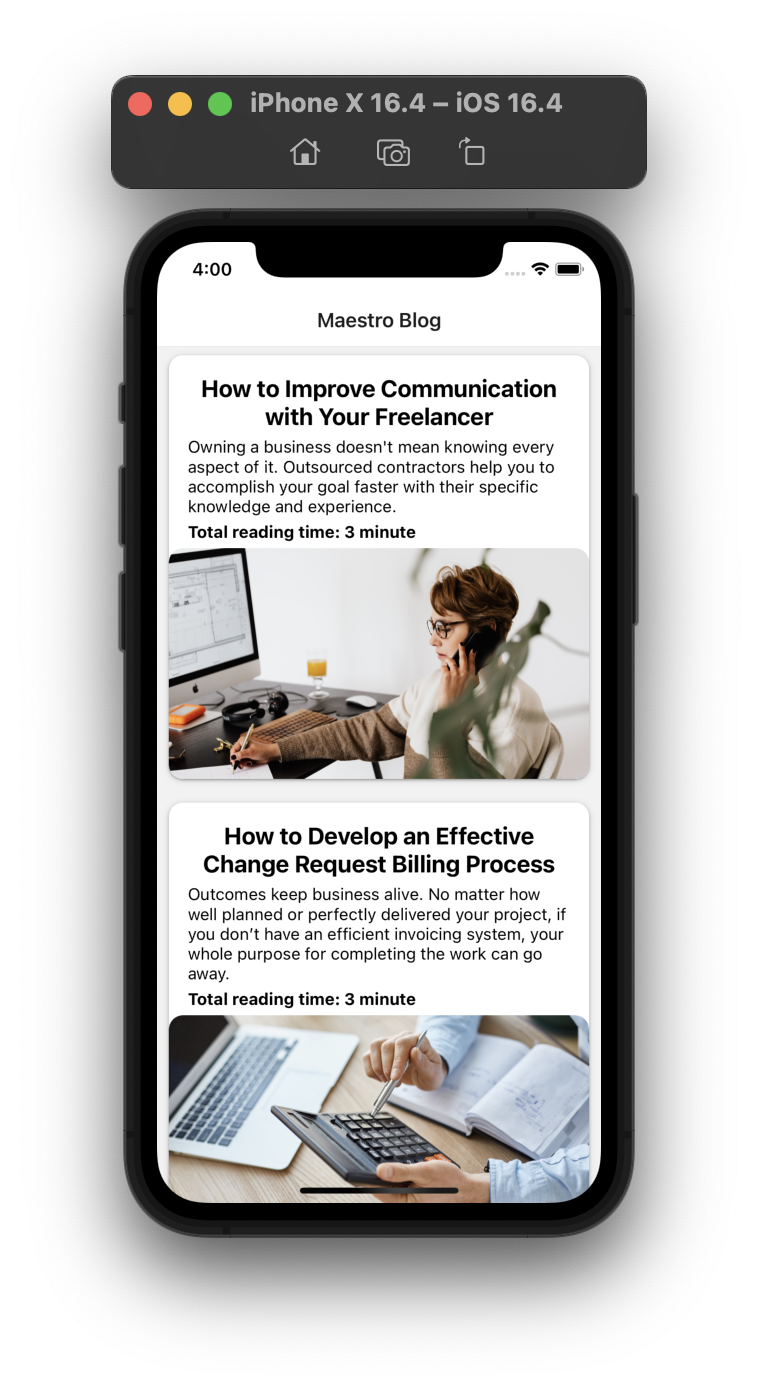 iPhone X 16.4 – iOS 16.4
4:00
Maestro Blog
How to Improve Communication
with Your Freelancer
Owning a business doesn't mean knowing every
aspect of it. Outsourced contractors help you to
accomplish your goal faster with their specific
knowledge and experience.
Total reading time: 3 minute
How to Develop an Effective
Change Request Billing Process
Outcomes keep business alive. No matter how
well planned or perfectly delivered your project, if
you don’t have an efficient invoicing system, your
whole purpose for completing the work can go
away.
Total reading time: 3 minute